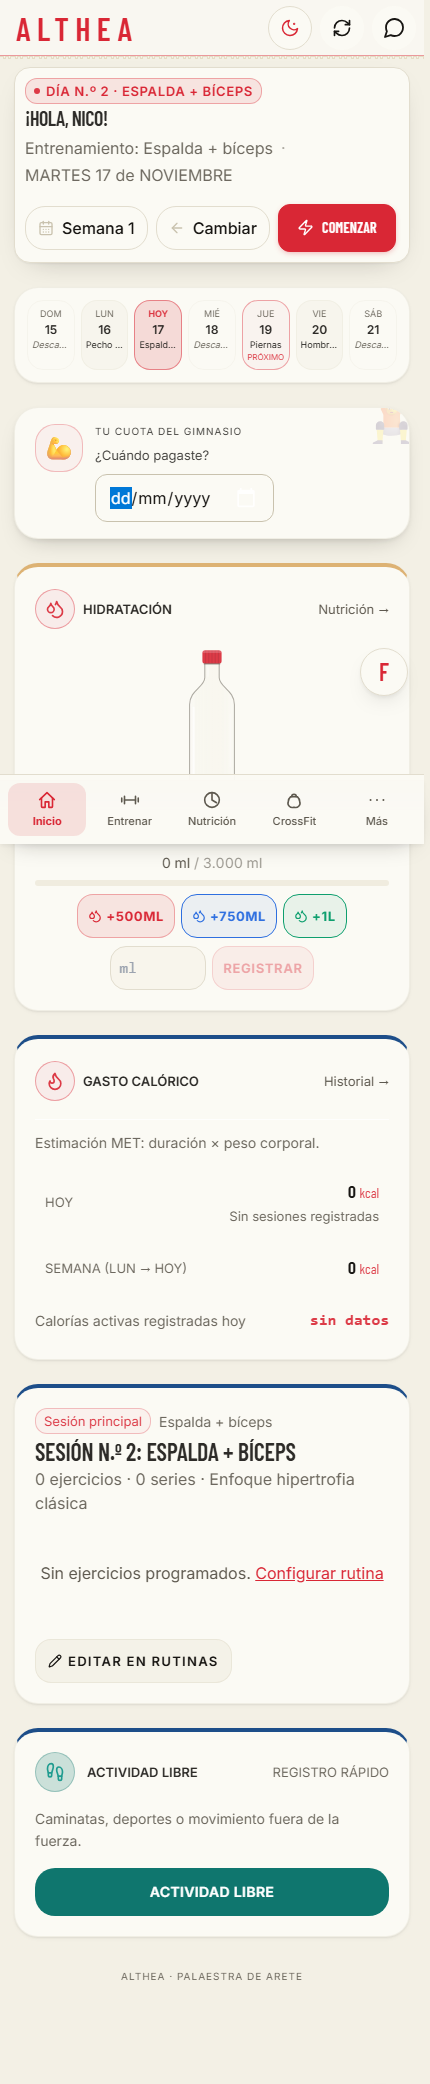 ALTHEA
DÍA N.º 2 · ESPALDA + BÍCEPS
¡HOLA, NICO!
Entrenamiento: Espalda + bíceps ·
MARTES 17 de NOVIEMBRE
Semana 1
Cambiar
COMENZAR
DOM LUN HOY MIÉ JUE VIE SÁB
15 16 17 18 19 20 21
Desca... Pecho ... Espald... Desca... Piernas Hombr... Desca...
PRÓXIMO
TU CUOTA DEL GIMNASIO
¿Cuándo pagaste?
dd/mm/yyyy
HIDRATACIÓN
Nutrición →
F
Inicio Entrenar Nutrición CrossFit Más
0 ml / 3.000 ml
+500ML +750ML +1L
ml REGISTRAR
GASTO CALÓRICO
Historial →
Estimación MET: duración × peso corporal.
HOY
0 kcal
Sin sesiones registradas
SEMANA (LUN → HOY)
0 kcal
Calorías activas registradas hoy
sin datos
Sesión principal Espalda + bíceps
SESIÓN N.º 2: ESPALDA + BÍCEPS
0 ejercicios · 0 series · Enfoque hipertrofia
clásica
Sin ejercicios programados. Configurar rutina
EDITAR EN RUTINAS
ACTIVIDAD LIBRE
REGISTRO RÁPIDO
Caminatas, deportes o movimiento fuera de la
fuerza.
ACTIVIDAD LIBRE
ALTHEA · PALAESTRA DE ARETE